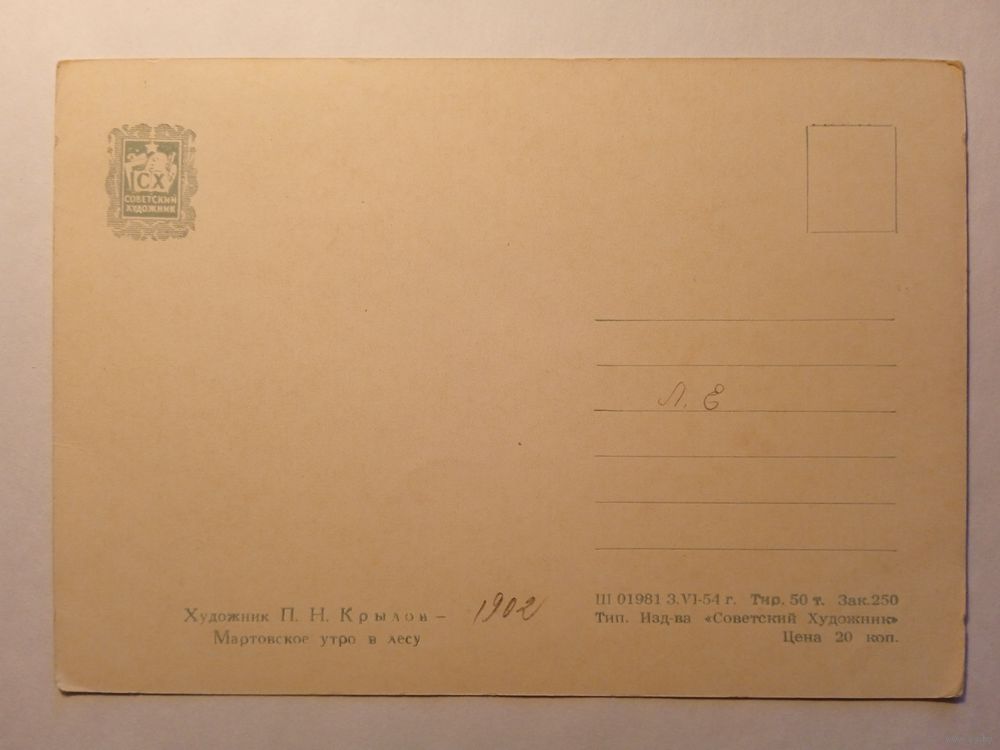 СХ
СОВЕТСКИЙ
ХУДОЖНИК
Л. Е
Художник П. Н. Крылов –
Мартовское утро в лесу
1902
Ш 01981 3.VI-54 г. Тир. 50 т. Зак.250
Тип. Изд-ва «Советский Художник»
Цена 20 коп.